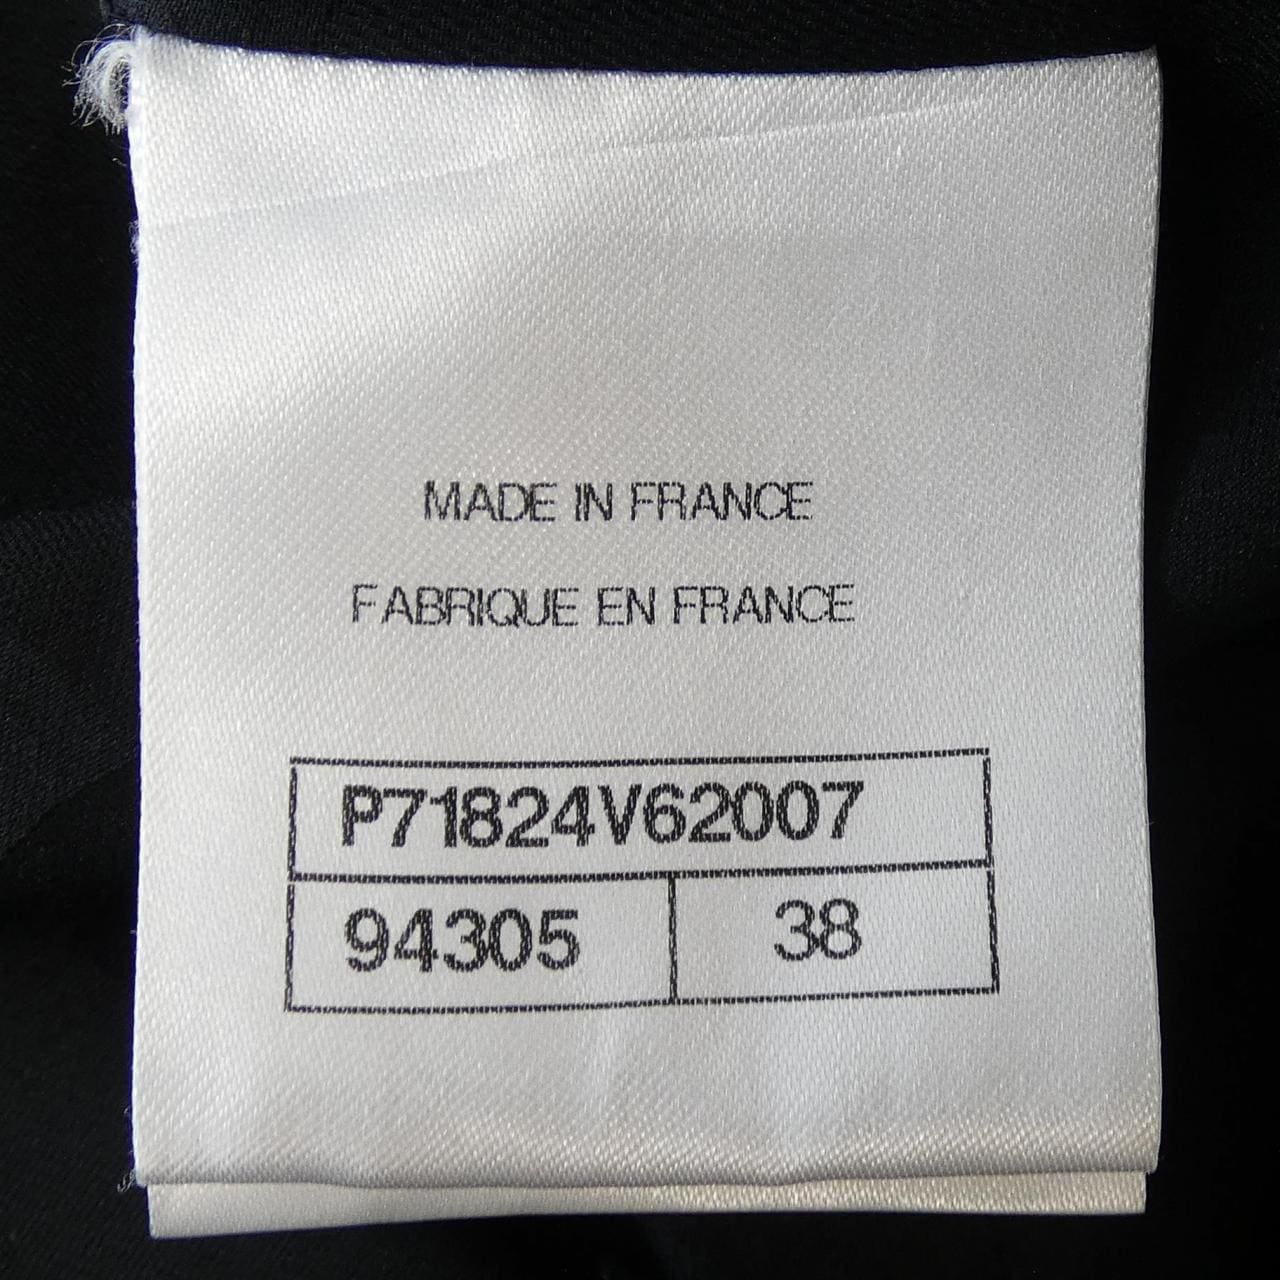 MADE IN FRANCE
FABRIQUE EN FRANCE
P71824V62007
94305 38